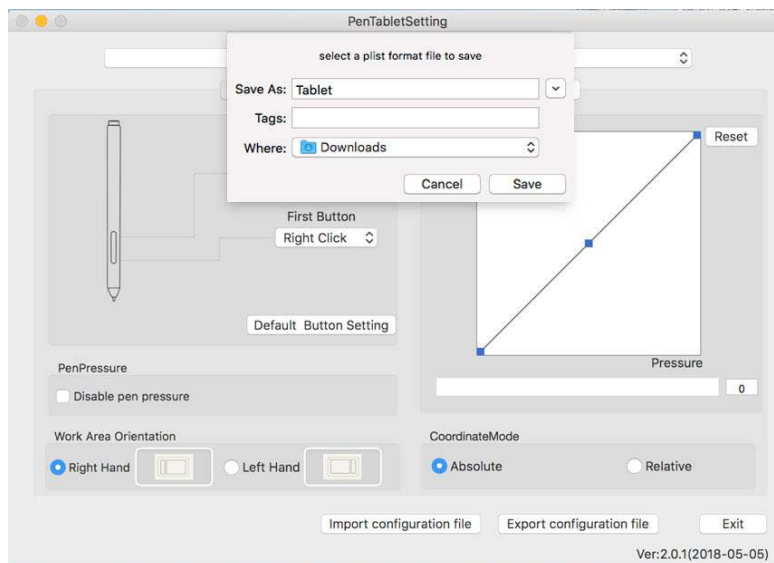 PenTabletSetting
select a plist format file to save
Save As: Tablet
Tags:
Where: Downloads
Cancel Save
Reset
First Button
Right Click
Default Button Setting
Pressure
0
PenPressure
Disable pen pressure
Work Area Orientation
Right Hand Left Hand
CoordinateMode
Absolute Relative
Import configuration file Export configuration file Exit
Ver:2.0.1(2018-05-05)